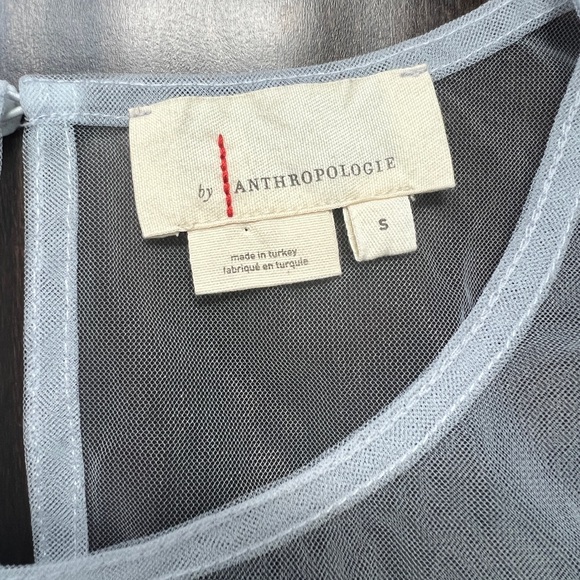 by ANTHROPOLOGIE
S
made in turkey
fabriqué en turquie